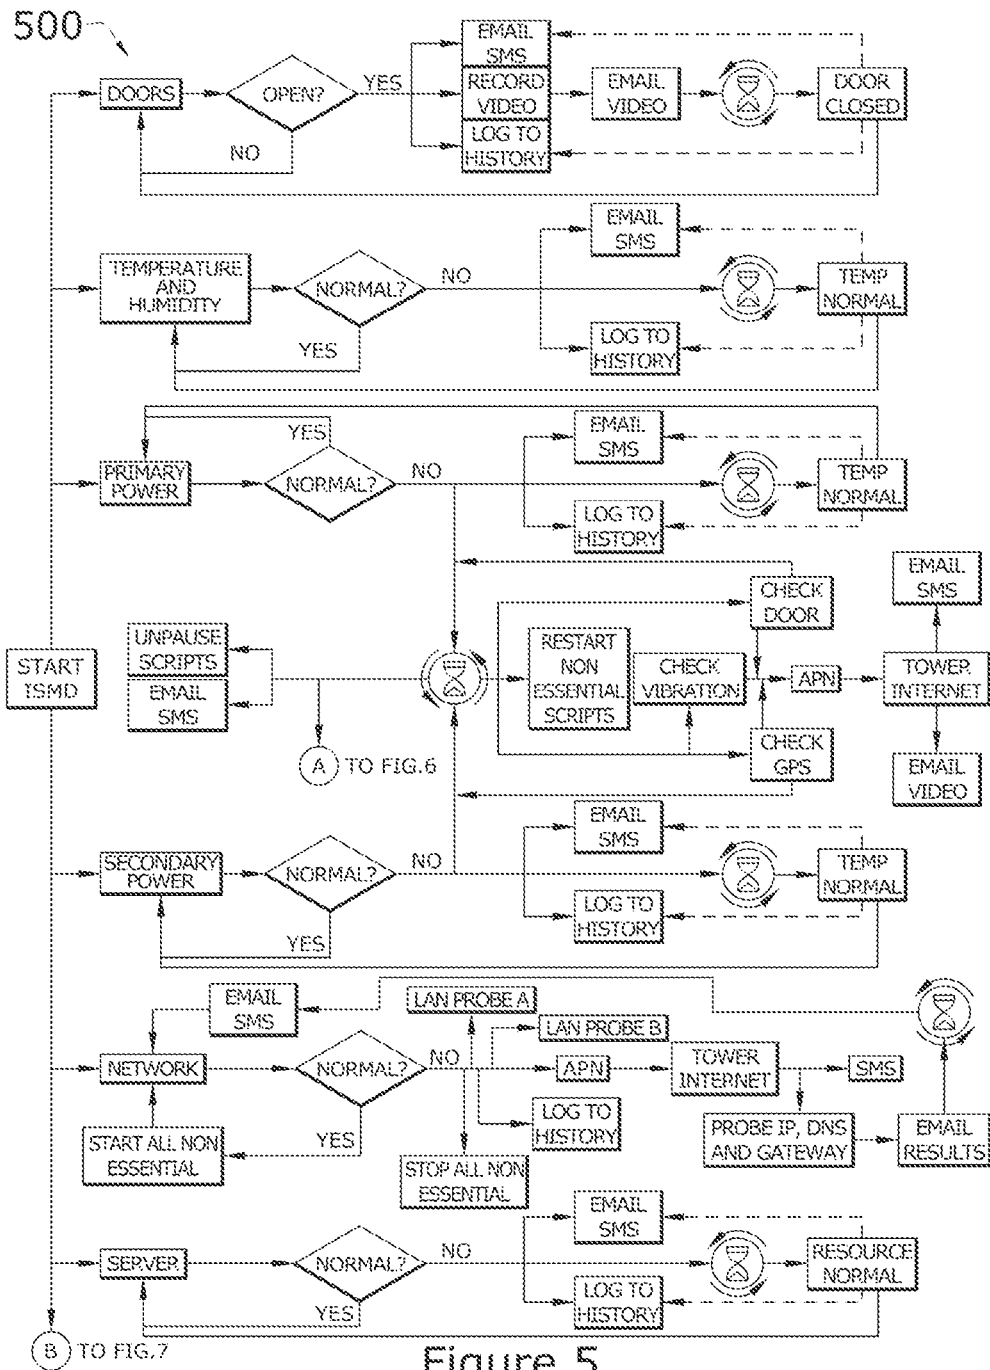 500
EMAIL
SMS
DOORS
OPEN?
YES
RECORD
VIDEO
EMAIL
VIDEO
DOOR
CLOSED
NO
LOG TO
HISTORY
EMAIL
SMS
TEMPERATURE
AND
HUMIDITY
NORMAL?
NO
TEMP
NORMAL
YES
LOG TO
HISTORY
YES
EMAIL
SMS
PRIMARY
POWER
NORMAL?
NO
TEMP
NORMAL
LOG TO
HISTORY
CHECK
DOOR
EMAIL
SMS
START
ISMD
UNPAUSE
SCRIPTS
EMAIL
SMS
RESTART
NON
ESSENTIAL
SCRIPTS
CHECK
VIBRATION
APN
TOWER
INTERNET
A TO FIG.6
CHECK
GPS
EMAIL
VIDEO
EMAIL
SMS
SECONDARY
POWER
NORMAL?
NO
TEMP
NORMAL
LOG TO
HISTORY
YES
EMAIL
SMS
LAN PROBE A
LAN PROBE B
NETWORK
NORMAL?
NO
APN
TOWER
INTERNET
SMS
START ALL NON
ESSENTIAL
YES
LOG TO
HISTORY
PROBE IP, DNS
AND GATEWAY
EMAIL
RESULTS
STOP ALL NON
ESSENTIAL
EMAIL
SMS
SERVER
NORMAL?
NO
RESOURCE
NORMAL
YES
LOG TO
HISTORY
B TO FIG.7
Figure 5